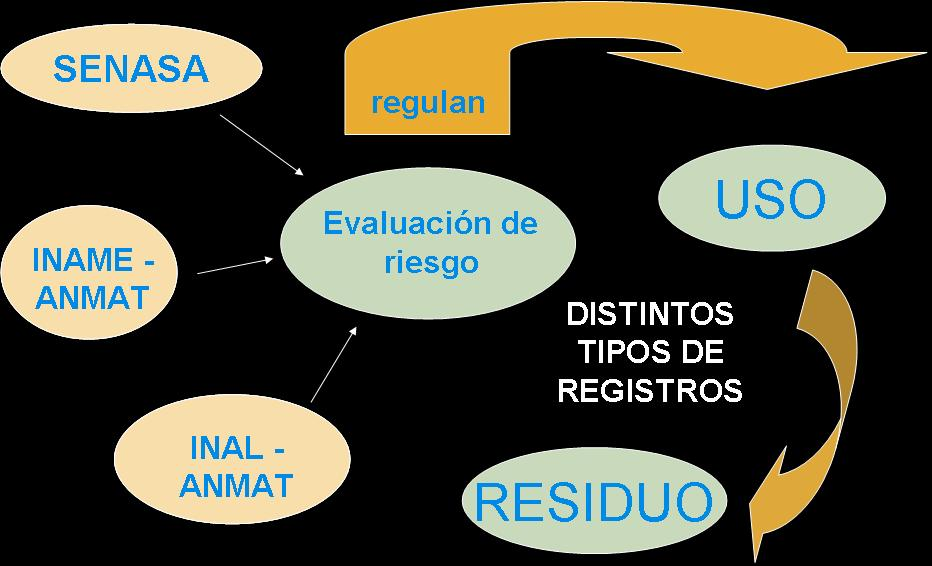 SENASA
regulan
USO
Evaluación de
riesgo
INAME -
ANMAT
DISTINTOS
TIPOS DE
REGISTROS
INAL -
ANMAT
RESIDUO